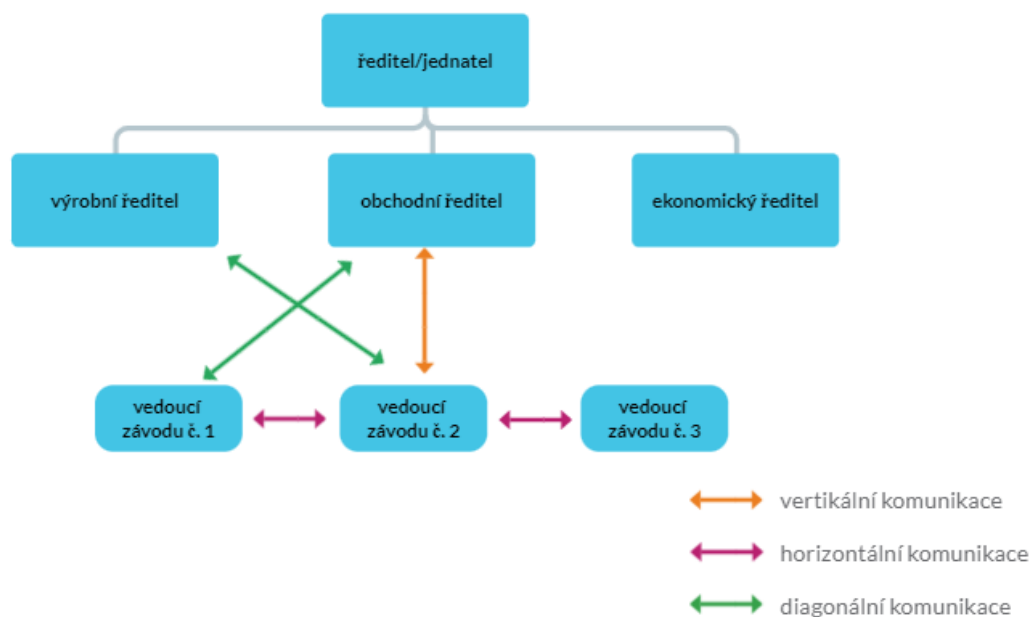 ředitel/jednatel
výrobní ředitel
obchodní ředitel
ekonomický ředitel
vedoucí
závodu č. 1
vedoucí
závodu č. 2
vedoucí
závodu č. 3
vertikální komunikace
horizontální komunikace
diagonální komunikace